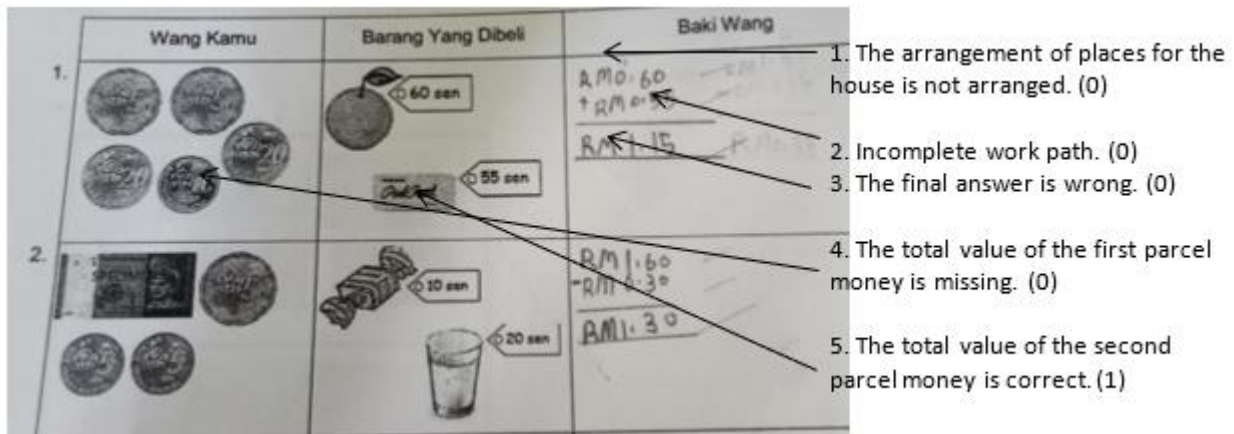 Wang Kamu
Barang Yang Dibeli
Baki Wang
1.
60 sen
55 sen
RM0.60
+ RM0.55
RM1.15
1. The arrangement of places for the
house is not arranged. (0)
2. Incomplete work path. (0)
3. The final answer is wrong. (0)
4. The total value of the first parcel
money is missing. (0)
5. The total value of the second
parcel money is correct. (1)
2.
10 sen
20 sen
RM1.60
-RM0.30
RM1.30